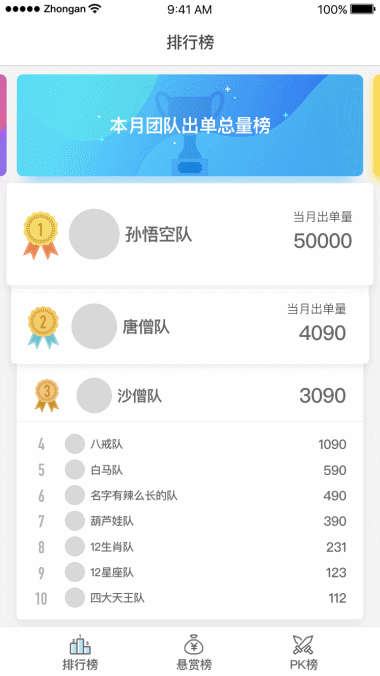 Zhongan 9:41 AM 100%
排行榜
本月团队出单总量榜
1 孙悟空队 当月出单量 50000
2 唐僧队 当月出单量 4090
3 沙僧队 3090
4 八戒队 1090
5 白马队 590
6 名字有辣么长的队 490
7 葫芦娃队 390
8 12生肖队 231
9 12星座队 123
10 四大天王队 112
排行榜 悬赏榜 PK榜